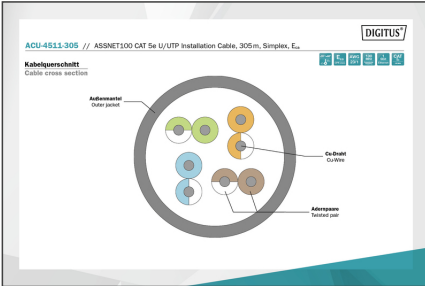 DIGITUS®
ACU-4511-305 // ASSNET100 CAT 5e U/UTP Installation Cable, 305 m, Simplex, Eca
Kabelquerschnitt
Cable cross section
Außenmantel
Outer jacket
Cu-Draht
Cu-Wire
Adernpaare
Twisted pair